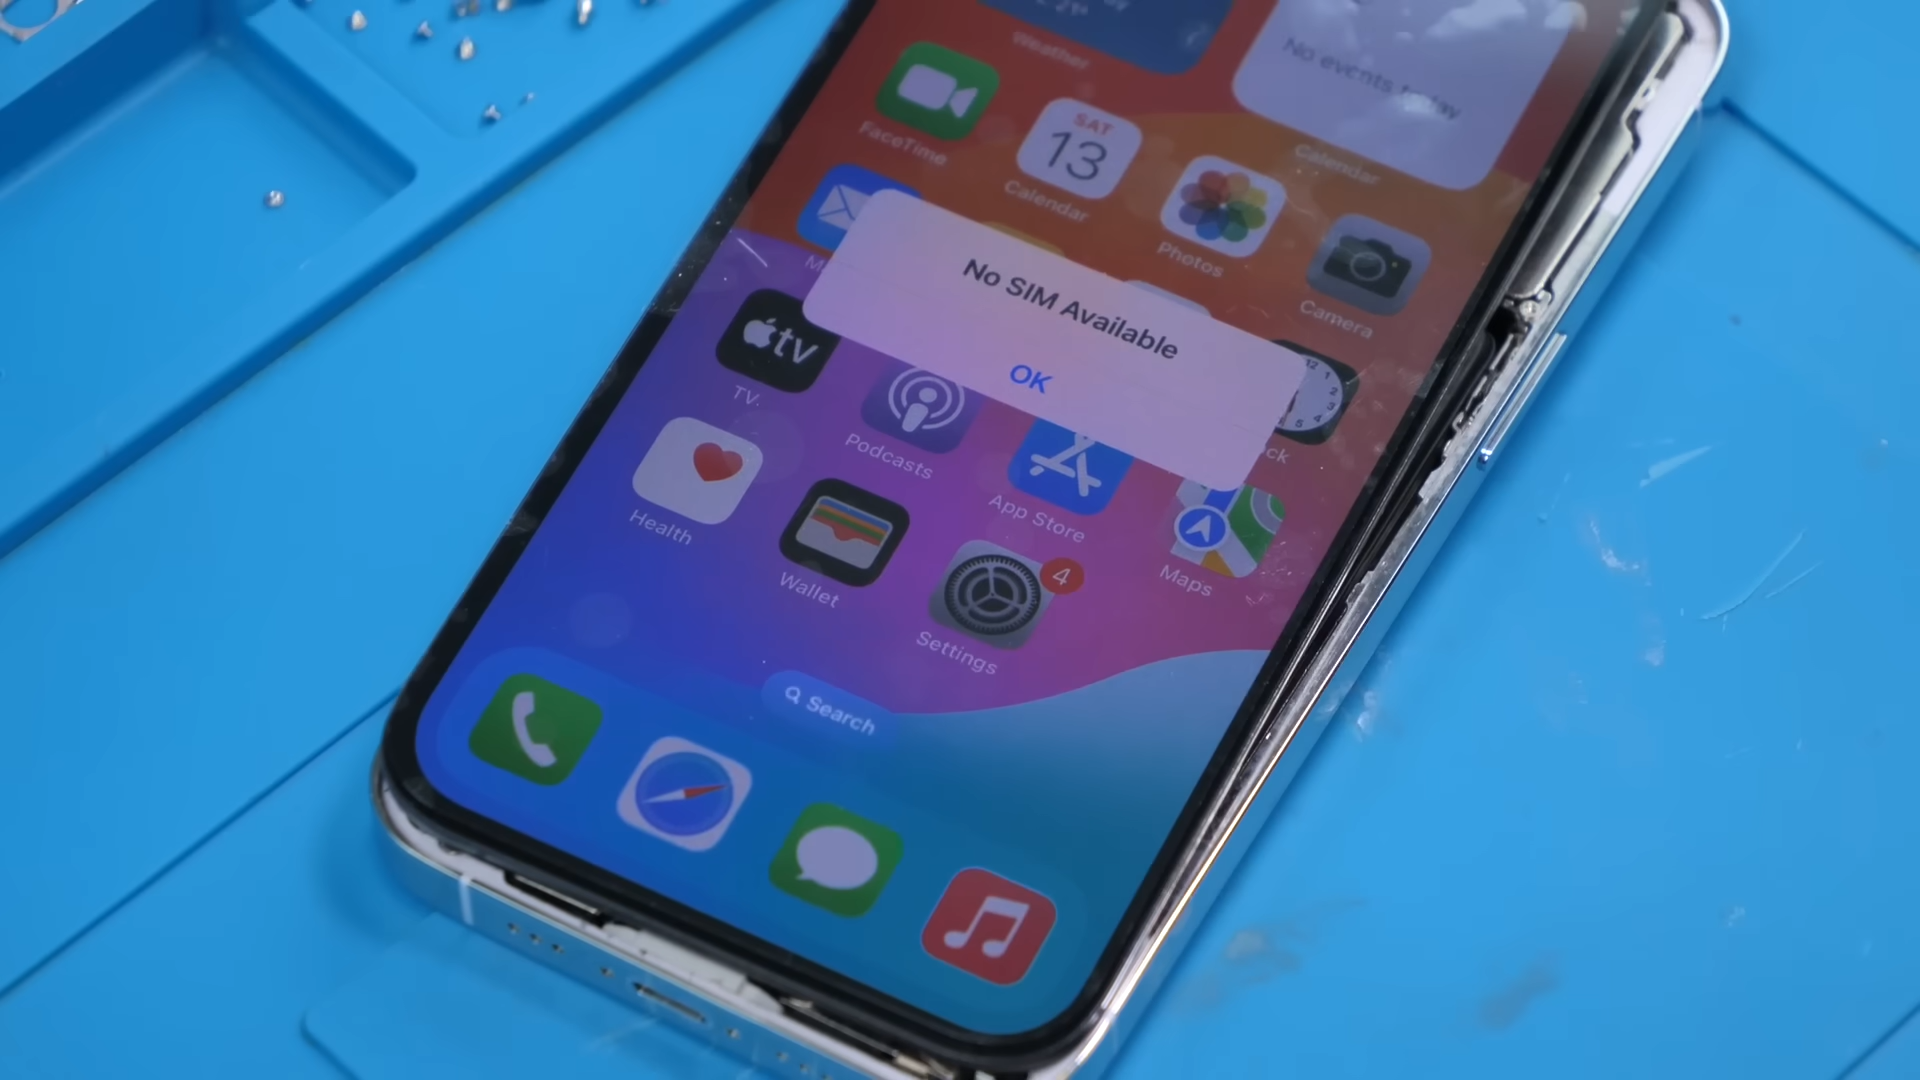 Weather
No events today
Calendar
FaceTime
SAT
13
Calendar
Photos
Camera
No SIM Available
OK
tv
TV
Podcasts
App Store
Maps
Health
Wallet
4
Settings
Search